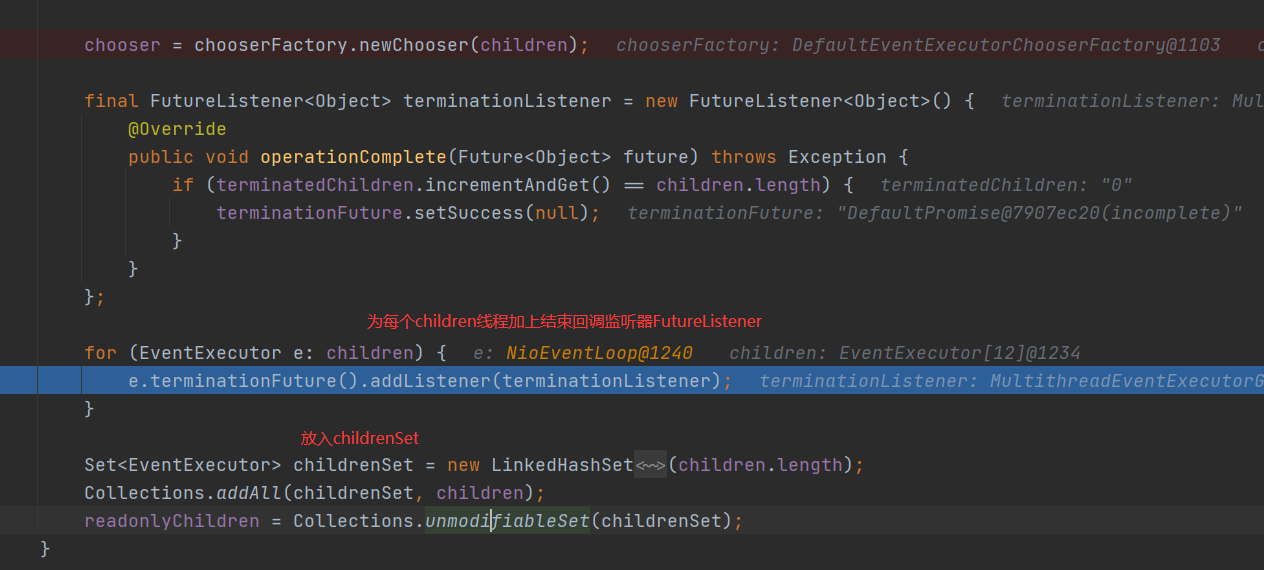 chooser = chooserFactory.newChooser(children); chooserFactory: DefaultEventExecutorChooserFactory@1103
final FutureListener<Object> terminationListener = new FutureListener<Object>() { terminationListener: Mul
@Override
public void operationComplete(Future<Object> future) throws Exception {
if (terminatedChildren.incrementAndGet() == children.length) { terminatedChildren: "0"
terminationFuture.setSuccess(null); terminationFuture: "DefaultPromise@7907ec20(incomplete)"
}
}
};
为每个children线程加上结束回调监听器FutureListener
for (EventExecutor e: children) { e: NioEventLoop@1240 children: EventExecutor[12]@1234
e.terminationFuture().addListener(terminationListener); terminationListener: MultithreadEventExecutorG
}
放入childrenSet
Set<EventExecutor> childrenSet = new LinkedHashSet<~>(children.length);
Collections.addAll(childrenSet, children);
readonlyChildren = Collections.unmodifiableSet(childrenSet);
}